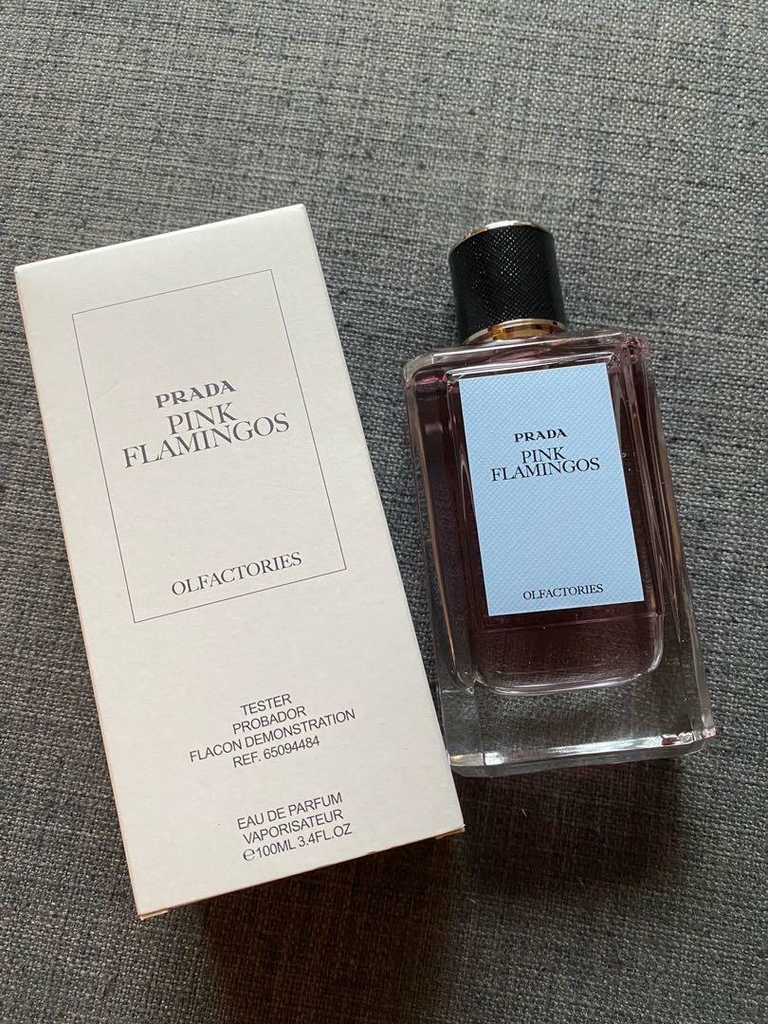 PRADA
PINK
FLAMINGOS
OLFACTORIES
TESTER
PROBADOR
FLACON DEMONSTRATION
REF. 65094484
EAU DE PARFUM
VAPORISATEUR
℮100ML 3.4FL.OZ
PRADA
PINK
FLAMINGOS
OLFACTORIES